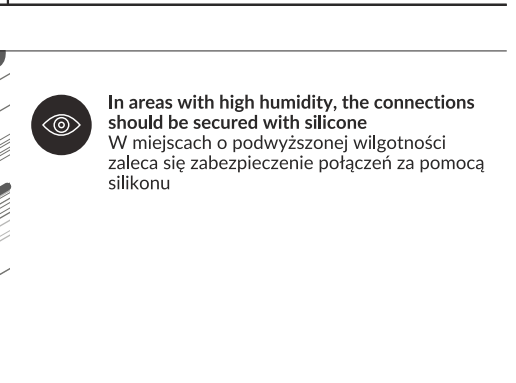 In areas with high humidity, the connections
should be secured with silicone
W miejscach o podwyższonej wilgotności
zaleca się zabezpieczenie połączeń za pomocą
silikonu